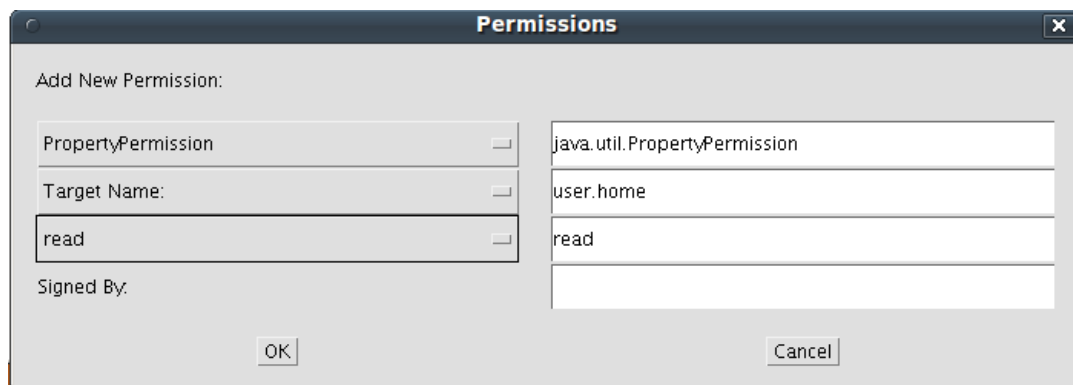 Permissions
Add New Permission:
PropertyPermission java.util.PropertyPermission
Target Name: user.home
read read
Signed By:
OK Cancel